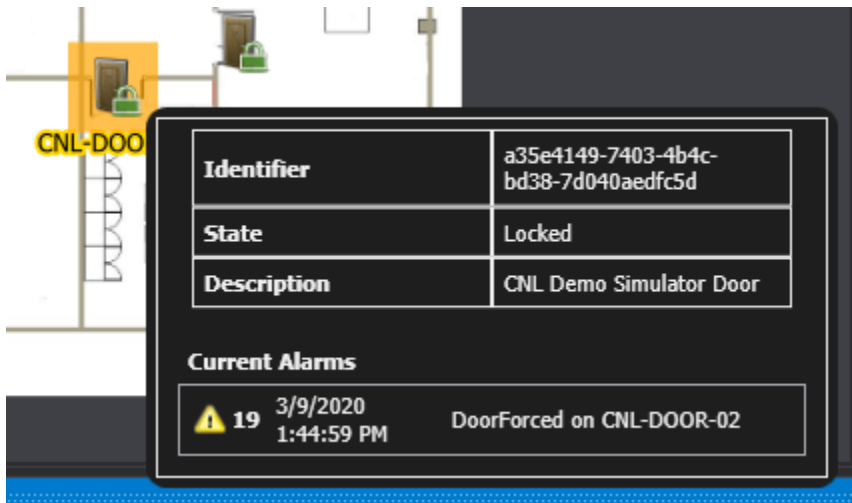 CNL-DOO
Identifier
a35e4149-7403-4b4c-
bd38-7d040aedfc5d
State
Locked
Description
CNL Demo Simulator Door
Current Alarms
19
3/9/2020
1:44:59 PM
DoorForced on CNL-DOOR-02